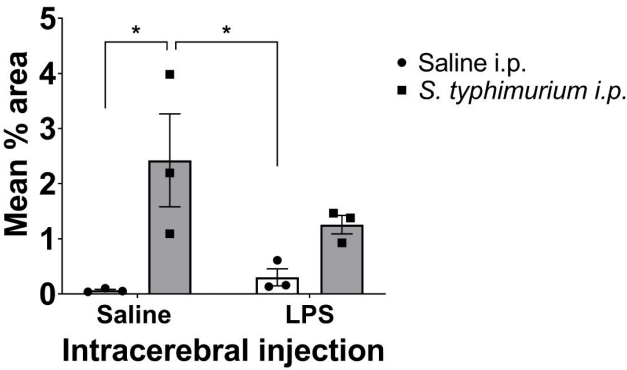 Mean % area
5
4
3
2
1
0
*
*
Saline
LPS
Intracerebral injection
Saline i.p.
S. typhimurium i.p.